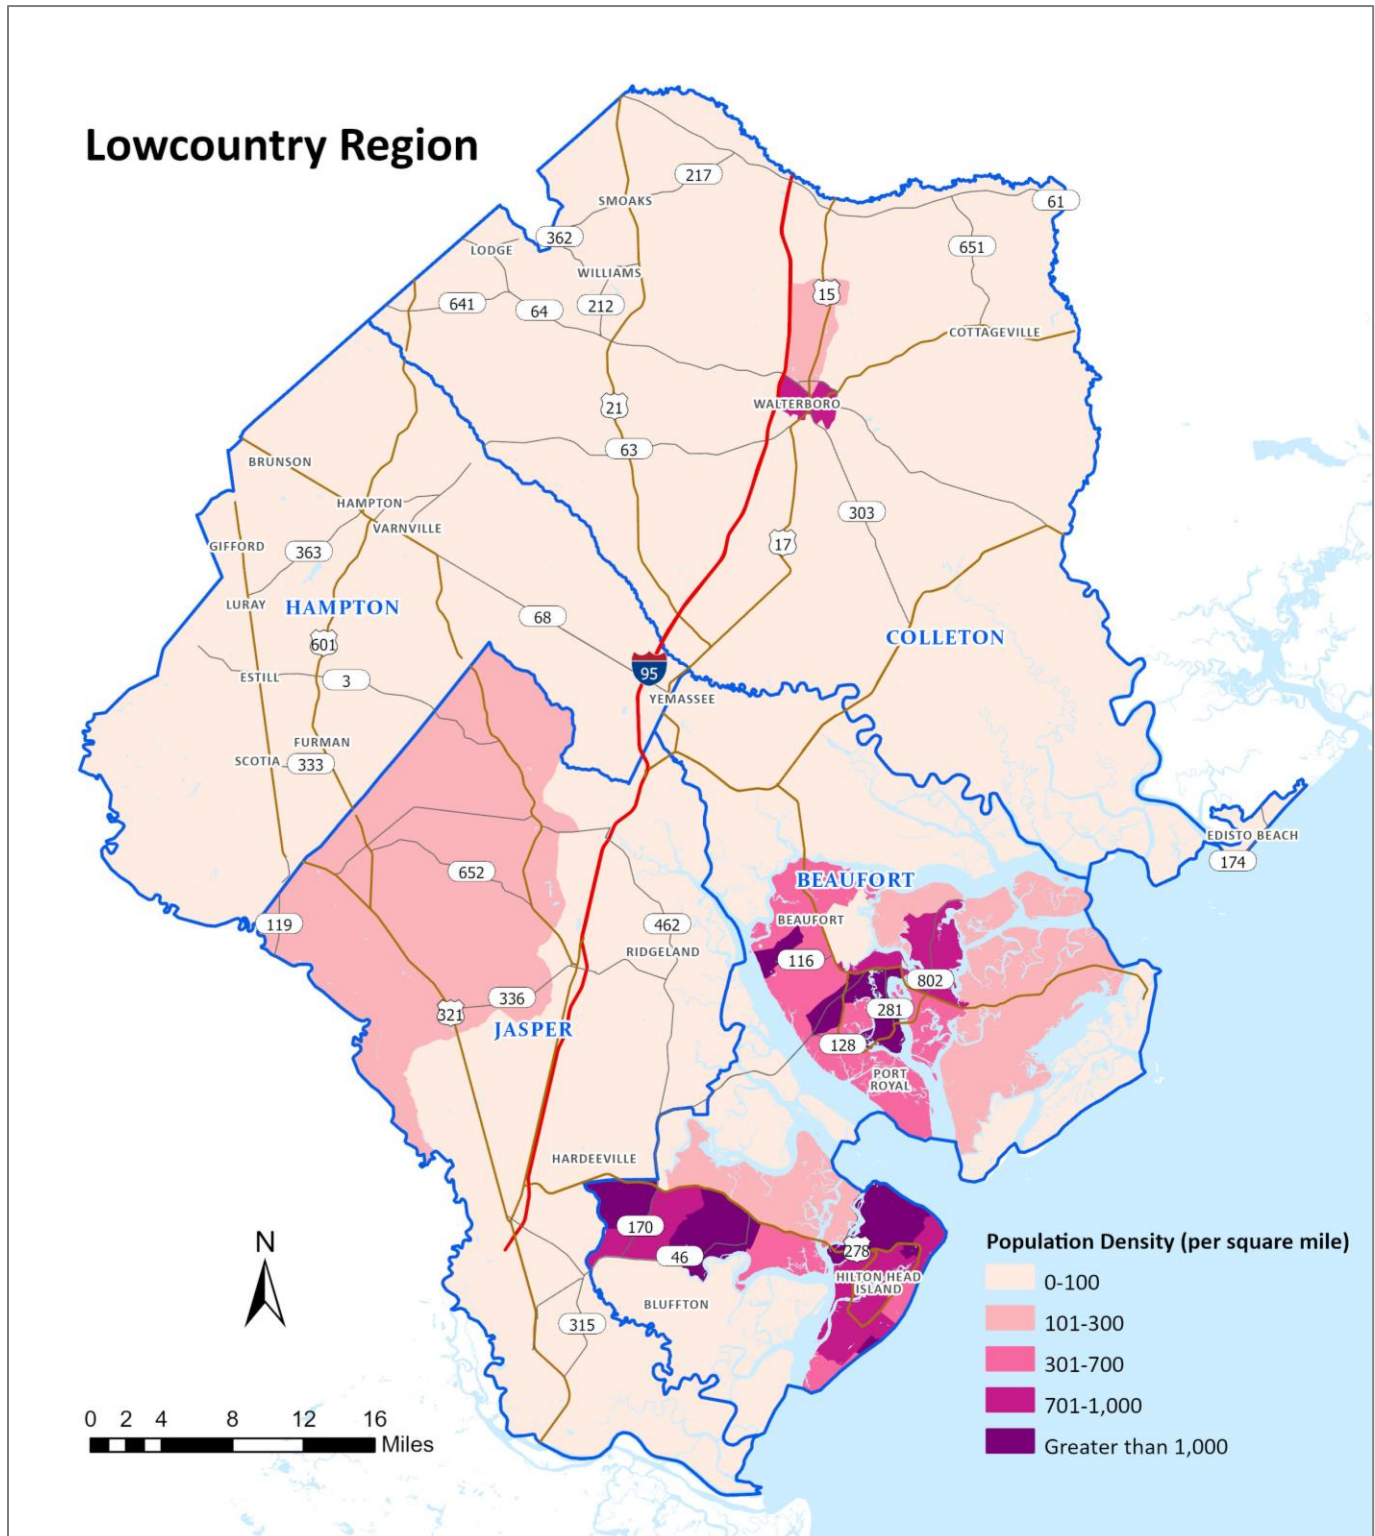 Lowcountry Region
217
61
SMOAKS
362
651
LODGE
WILLIAMS
15
641
64
212
COTTAGEVILLE
21
WALTERBORO
63
BRUNSON
HAMPTON
303
VARNVILLE
17
GIFFORD
363
LURAY
HAMPTON
68
COLLETON
601
95
ESTILL
3
YEMASSEE
FURMAN
SCOTIA
333
EDISTO BEACH
174
652
BEAUFORT
119
462
BEAUFORT
RIDGELAND
116
802
336
321
281
JASPER
128
PORT
ROYAL
HARDEEVILLE
170
46
278
HILTON HEAD
ISLAND
BLUFFTON
315
N
Population Density (per square mile)
0-100
101-300
301-700
701-1,000
Greater than 1,000
0 2 4 8 12 16
Miles